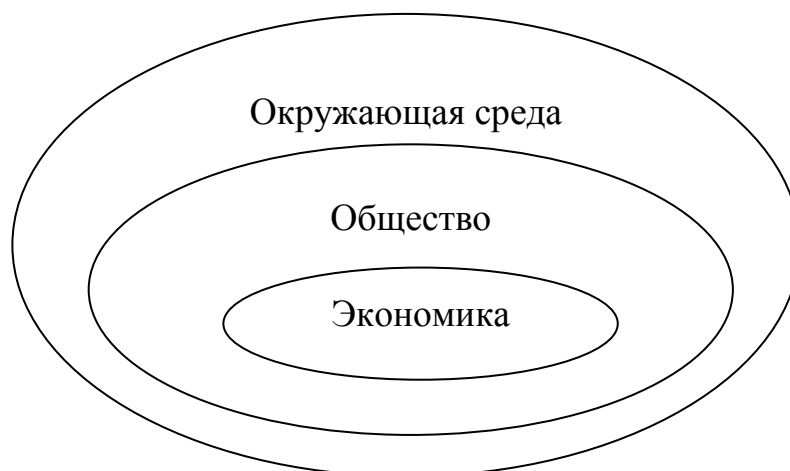 Окружающая среда
Общество
Экономика